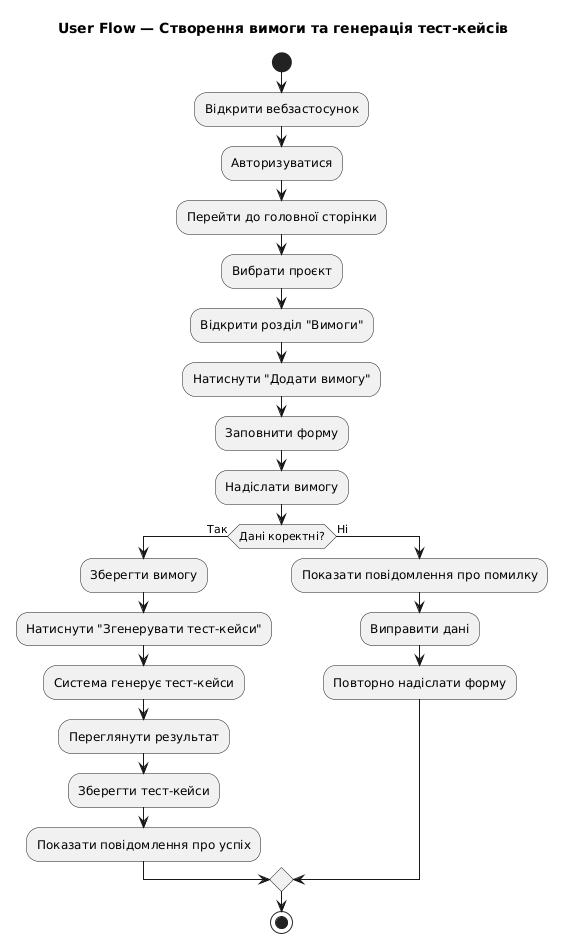 User Flow — Створення вимоги та генерація тест-кейсів
Відкрити вебзастосунок
Авторизуватися
Перейти до головної сторінки
Вибрати проєкт
Відкрити розділ "Вимоги"
Натиснути "Додати вимогу"
Заповнити форму
Надіслати вимогу
Так
Дані коректні?
Ні
Зберегти вимогу
Показати повідомлення про помилку
Натиснути "Згенерувати тест-кейси"
Виправити дані
Система генерує тест-кейси
Повторно надіслати форму
Переглянути результат
Зберегти тест-кейси
Показати повідомлення про успіх